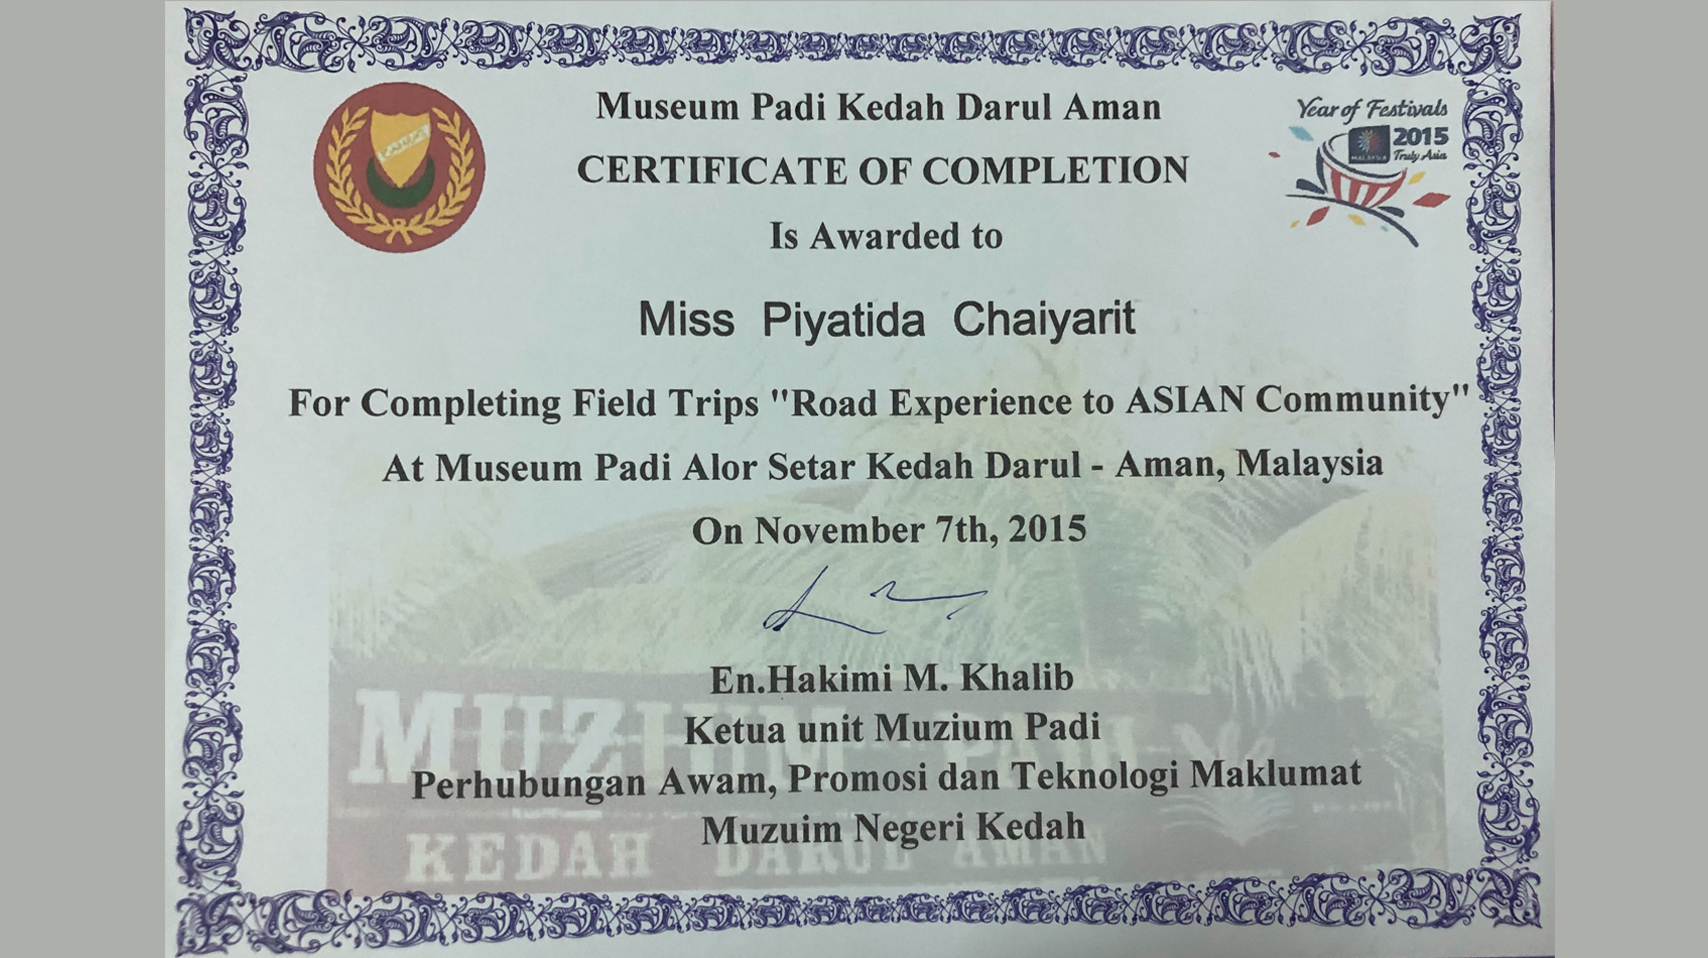 Museum Padi Kedah Darul Aman
CERTIFICATE OF COMPLETION
Is Awarded to
Miss Piyatida Chaiyarit
For Completing Field Trips "Road Experience to ASIAN Community"
At Museum Padi Alor Setar Kedah Darul - Aman, Malaysia
On November 7th, 2015
En.Hakimi M. Khalib
Ketua unit Muzium Padi
Perhubungan Awam, Promosi dan Teknologi Maklumat
Muzuim Negeri Kedah
Year of Festivals
2015
MALAYSIA Truly Asia
KEDAH
MUZIUM PADI
KEDAH DARUL AMAN